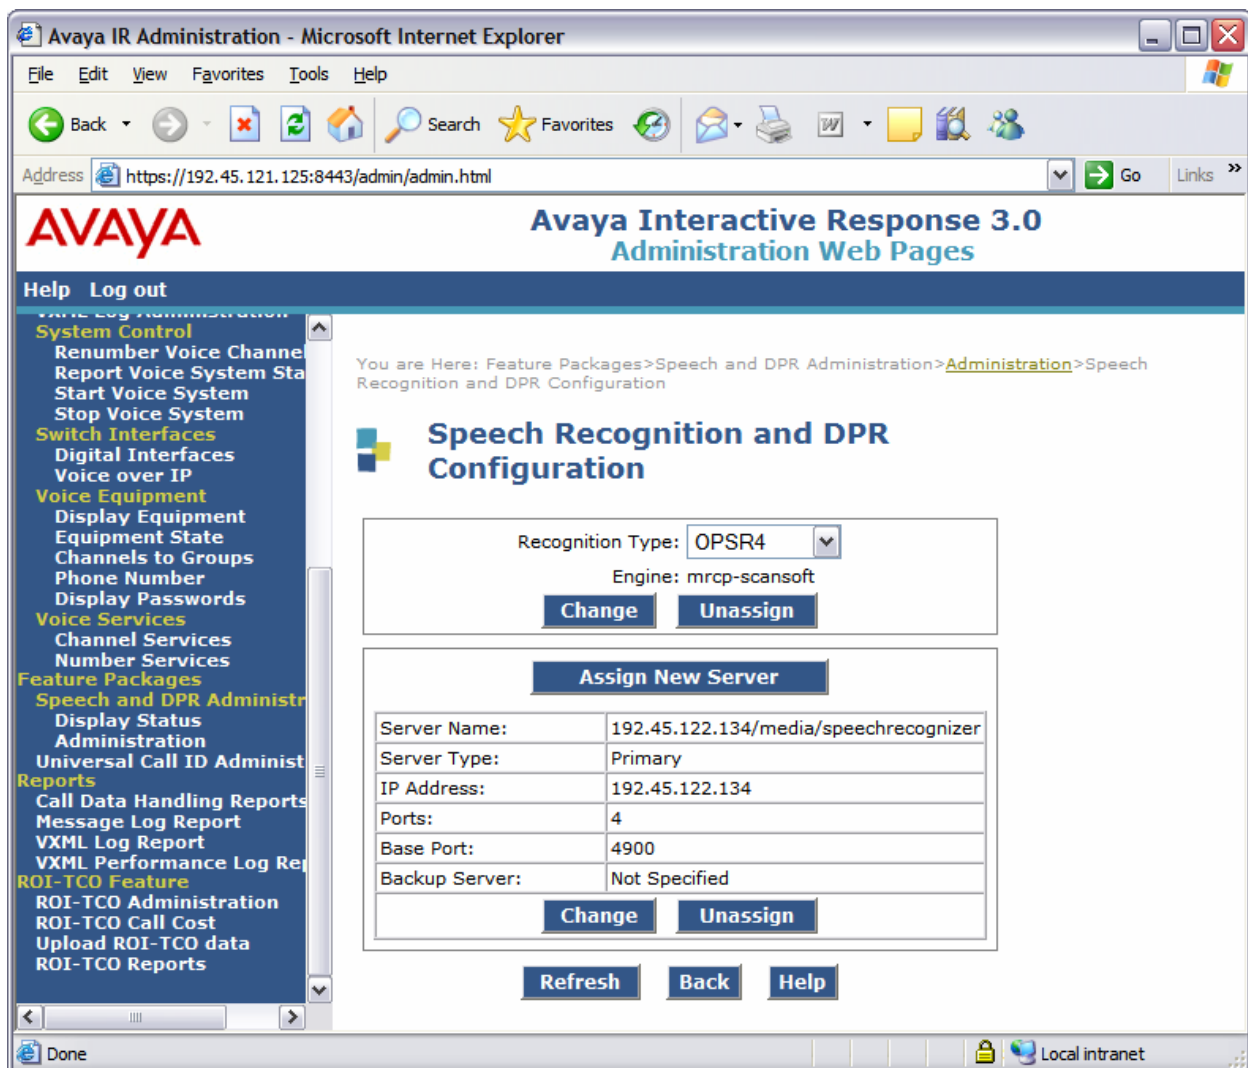 Avaya IR Administration - Microsoft Internet Explorer
File Edit View Favorites Tools Help
Back Search Favorites
Address https://192.45.121.125:8443/admin/admin.html Go Links »
AVAYA
Avaya Interactive Response 3.0
Administration Web Pages
Help Log out
VXML Log Administration
System Control
Renumber Voice Channel
Report Voice System Sta
Start Voice System
Stop Voice System
Switch Interfaces
Digital Interfaces
Voice over IP
Voice Equipment
Display Equipment
Equipment State
Channels to Groups
Phone Number
Display Passwords
Voice Services
Channel Services
Number Services
Feature Packages
Speech and DPR Administr
Display Status
Administration
Universal Call ID Administ
Reports
Call Data Handling Reports
Message Log Report
VXML Log Report
VXML Performance Log Rep
ROI-TCO Feature
ROI-TCO Administration
ROI-TCO Call Cost
Upload ROI-TCO data
ROI-TCO Reports
You are Here: Feature Packages>Speech and DPR Administration>Administration>Speech
Recognition and DPR Configuration
Speech Recognition and DPR
Configuration
Recognition Type: OPSR4
Engine: mrcp-scansoft
Change Unassign
Assign New Server
Server Name: 192.45.122.134/media/speechrecognizer
Server Type: Primary
IP Address: 192.45.122.134
Ports: 4
Base Port: 4900
Backup Server: Not Specified
Change Unassign
Refresh Back Help
Done Local intranet